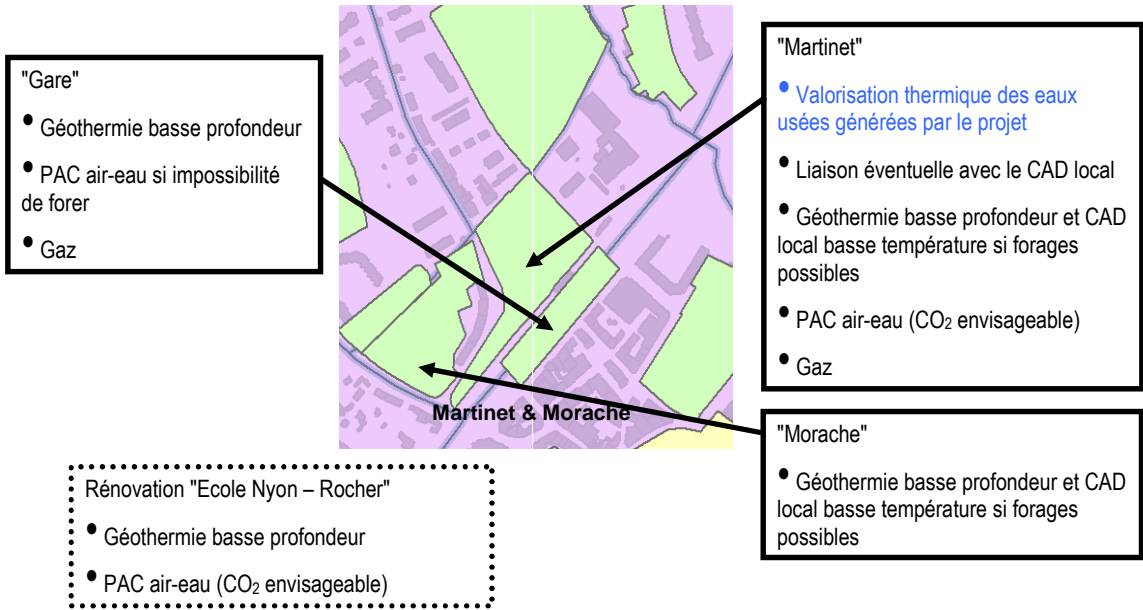 "Gare"
• Géothermie basse profondeur
• PAC air-eau si impossibilité
de forer
• Gaz
"Martinet"
• Valorisation thermique des eaux
usées générées par le projet
• Liaison éventuelle avec le CAD local
• Géothermie basse profondeur et CAD
local basse température si forages
possibles
• PAC air-eau (CO₂ envisageable)
• Gaz
Martinet & Morache
"Morache"
• Géothermie basse profondeur et CAD
local basse température si forages
possibles
Rénovation "Ecole Nyon – Rocher"
• Géothermie basse profondeur
• PAC air-eau (CO₂ envisageable)